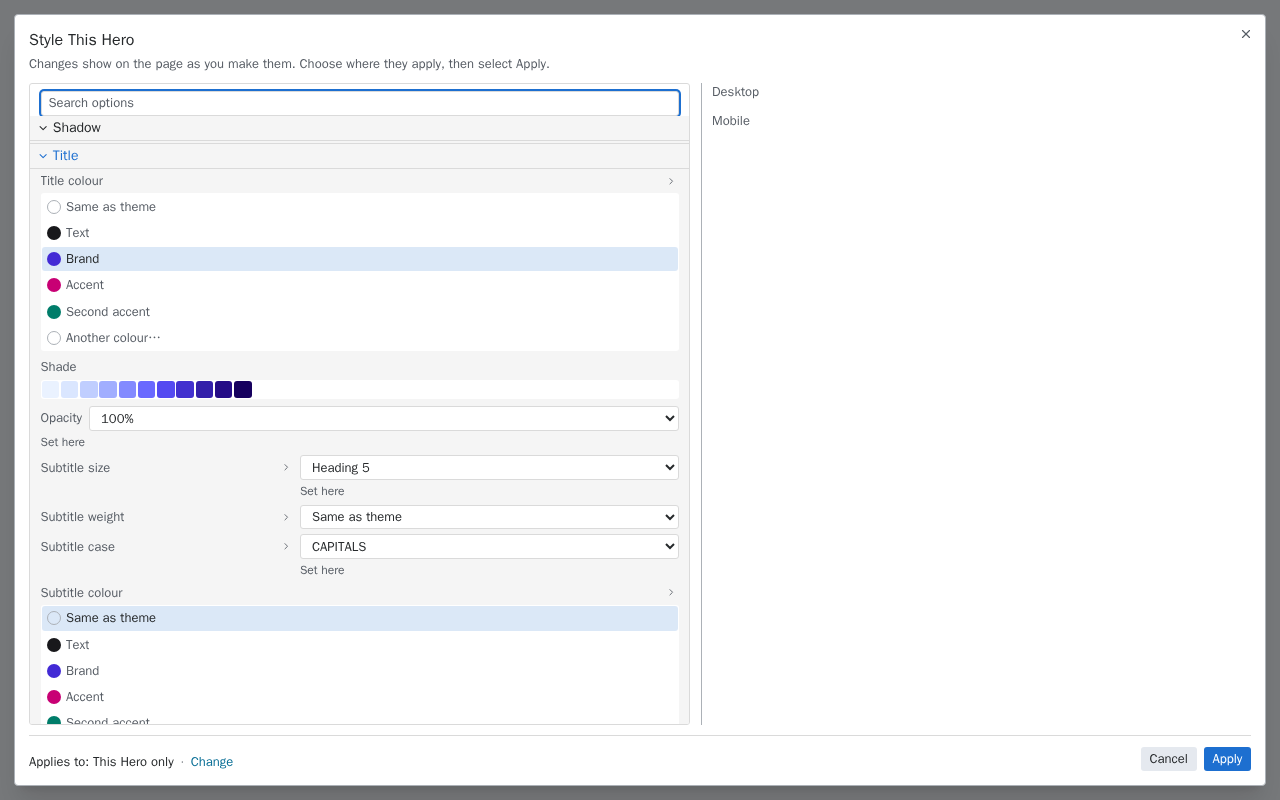 Style This Hero
Changes show on the page as you make them. Choose where they apply, then select Apply.
Search options
Shadow
Title
Title colour
Same as theme
Text
Brand
Accent
Second accent
Another colour···
Shade
Opacity 100%
Set here
Subtitle size Heading 5
Set here
Subtitle weight Same as theme
Subtitle case CAPITALS
Set here
Subtitle colour
Same as theme
Text
Brand
Accent
Second accent
Desktop
Mobile
Applies to: This Hero only · Change
Cancel Apply